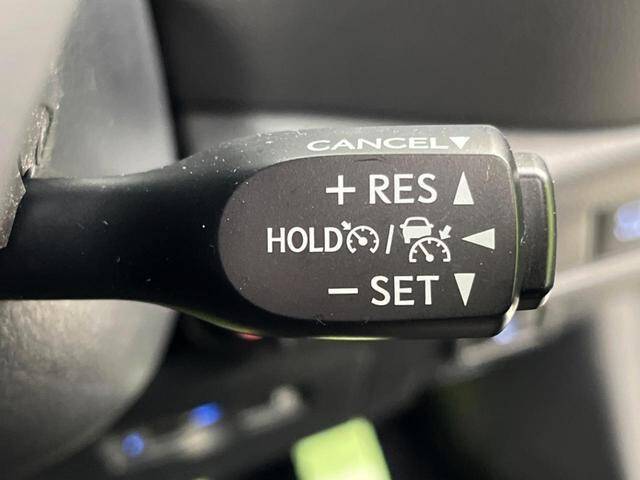 CANCEL▼
+ RES ▲
HOLD / ◀
− SET ▼